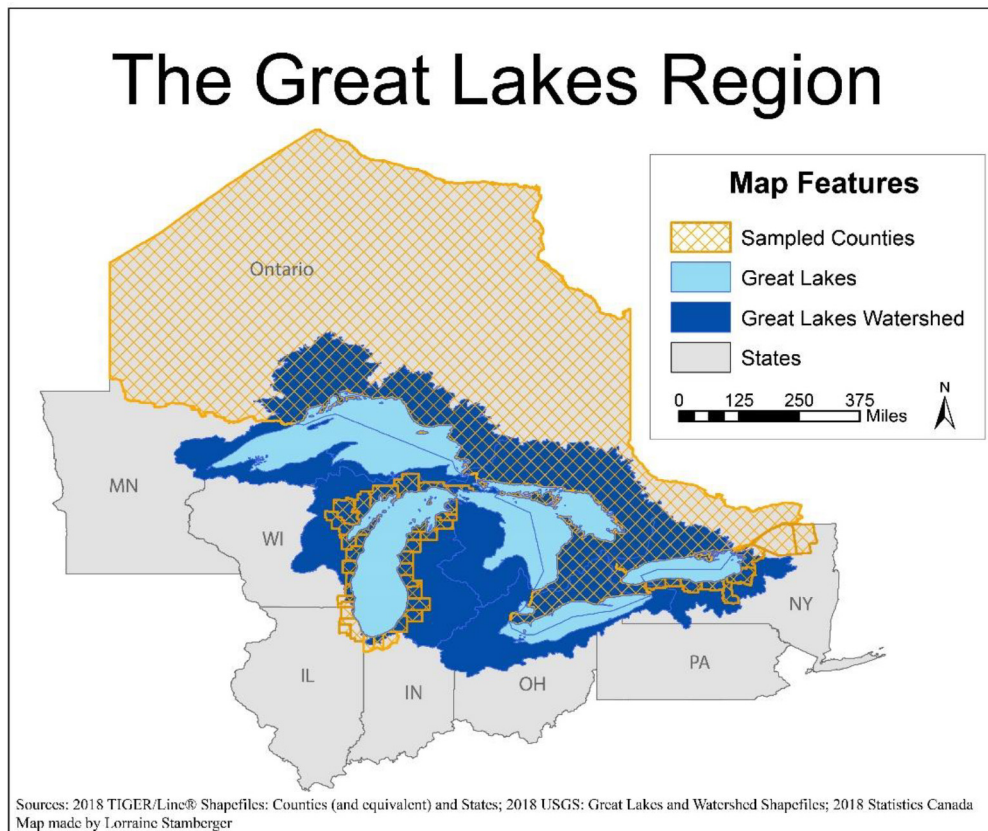 The Great Lakes Region
Map Features
Sampled Counties
Great Lakes
Great Lakes Watershed
States
N
0 125 250 375
Miles
Ontario
MN
WI
NY
PA
IL
IN
OH
Sources: 2018 TIGER/Line® Shapefiles: Counties (and equivalent) and States; 2018 USGS: Great Lakes and Watershed Shapefiles; 2018 Statistics Canada
Map made by Lorraine Stamberger